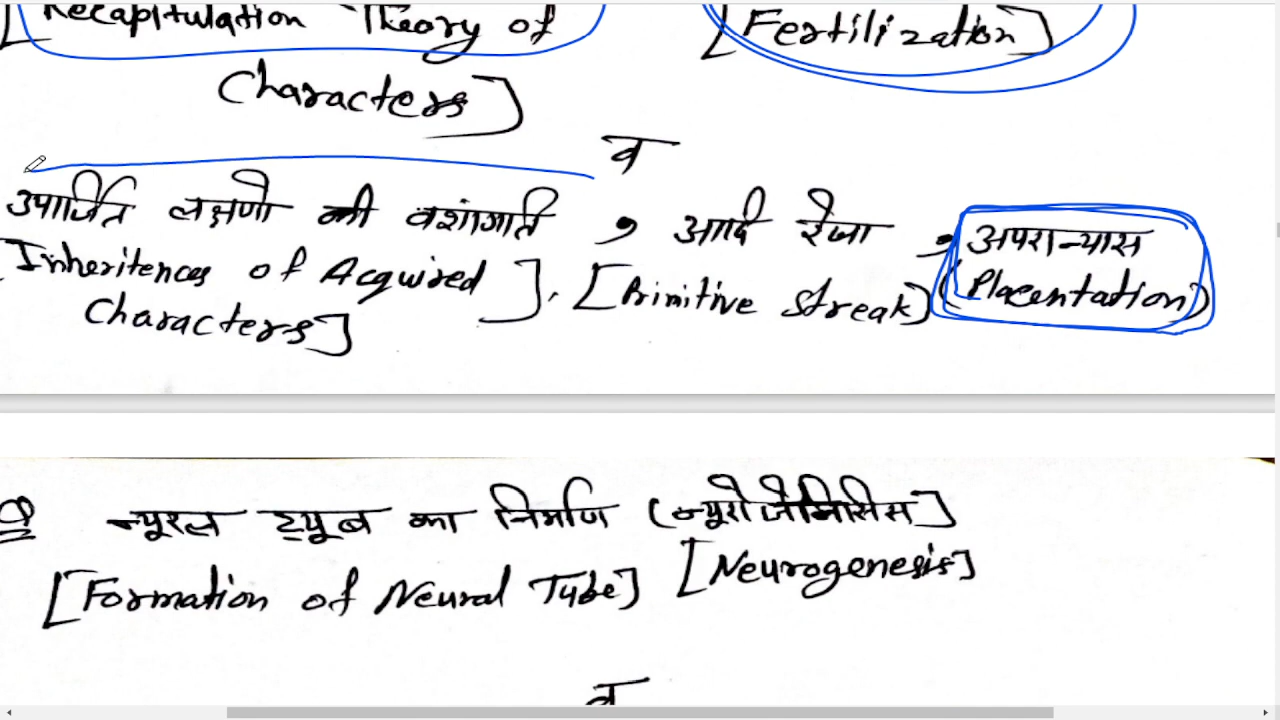 [Recapitulation Theory of
[Fertilization]
Characters]
व
उपार्जित लक्षणो की वशांगति , आदि रेखा , अपरान्यास
Inheritences of Acquired ], [Primitive Streak] (Placentation)
Characters]
Q न्यूरल ट्यूब का निर्माण (न्यूरोजेनिसिस]
[Formation of Neural Tube] [Neurogenesis]
व